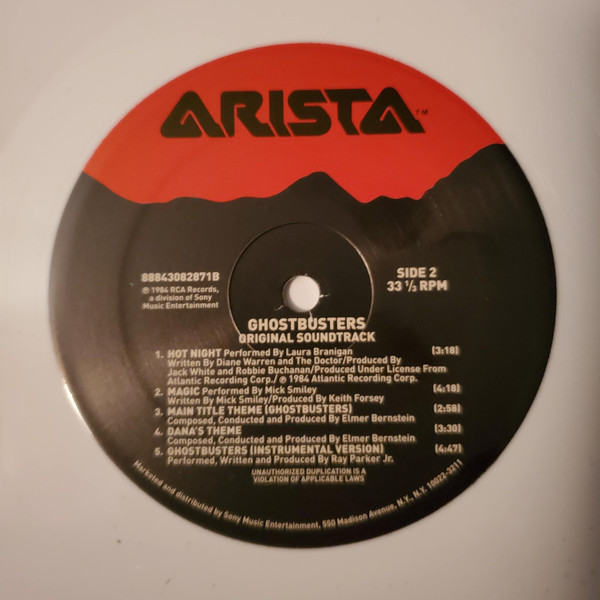 ARISTA™
88843082871B
℗ 1984 RCA Records,
a division of Sony
Music Entertainment
SIDE 2
33 1/3 RPM
GHOSTBUSTERS
ORIGINAL SOUNDTRACK
1. HOT NIGHT Performed By Laura Branigan (3:18)
Written By Diane Warren and The Doctor/Produced By
Jack White and Robbie Buchanan/Produced Under License From
Atlantic Recording Corp./ ℗ 1984 Atlantic Recording Corp.
2. MAGIC Performed By Mick Smiley (4:18)
Written By Mick Smiley/Produced By Keith Forsey
3. MAIN TITLE THEME (GHOSTBUSTERS) (2:58)
Composed, Conducted and Produced By Elmer Bernstein
4. DANA'S THEME (3:30)
Composed, Conducted and Produced By Elmer Bernstein
5. GHOSTBUSTERS (INSTRUMENTAL VERSION) (4:47)
Performed, Written and Produced By Ray Parker Jr.
UNAUTHORIZED DUPLICATION IS A
VIOLATION OF APPLICABLE LAWS
Marketed and distributed by Sony Music Entertainment, 550 Madison Avenue, N.Y., N.Y. 10022-3211